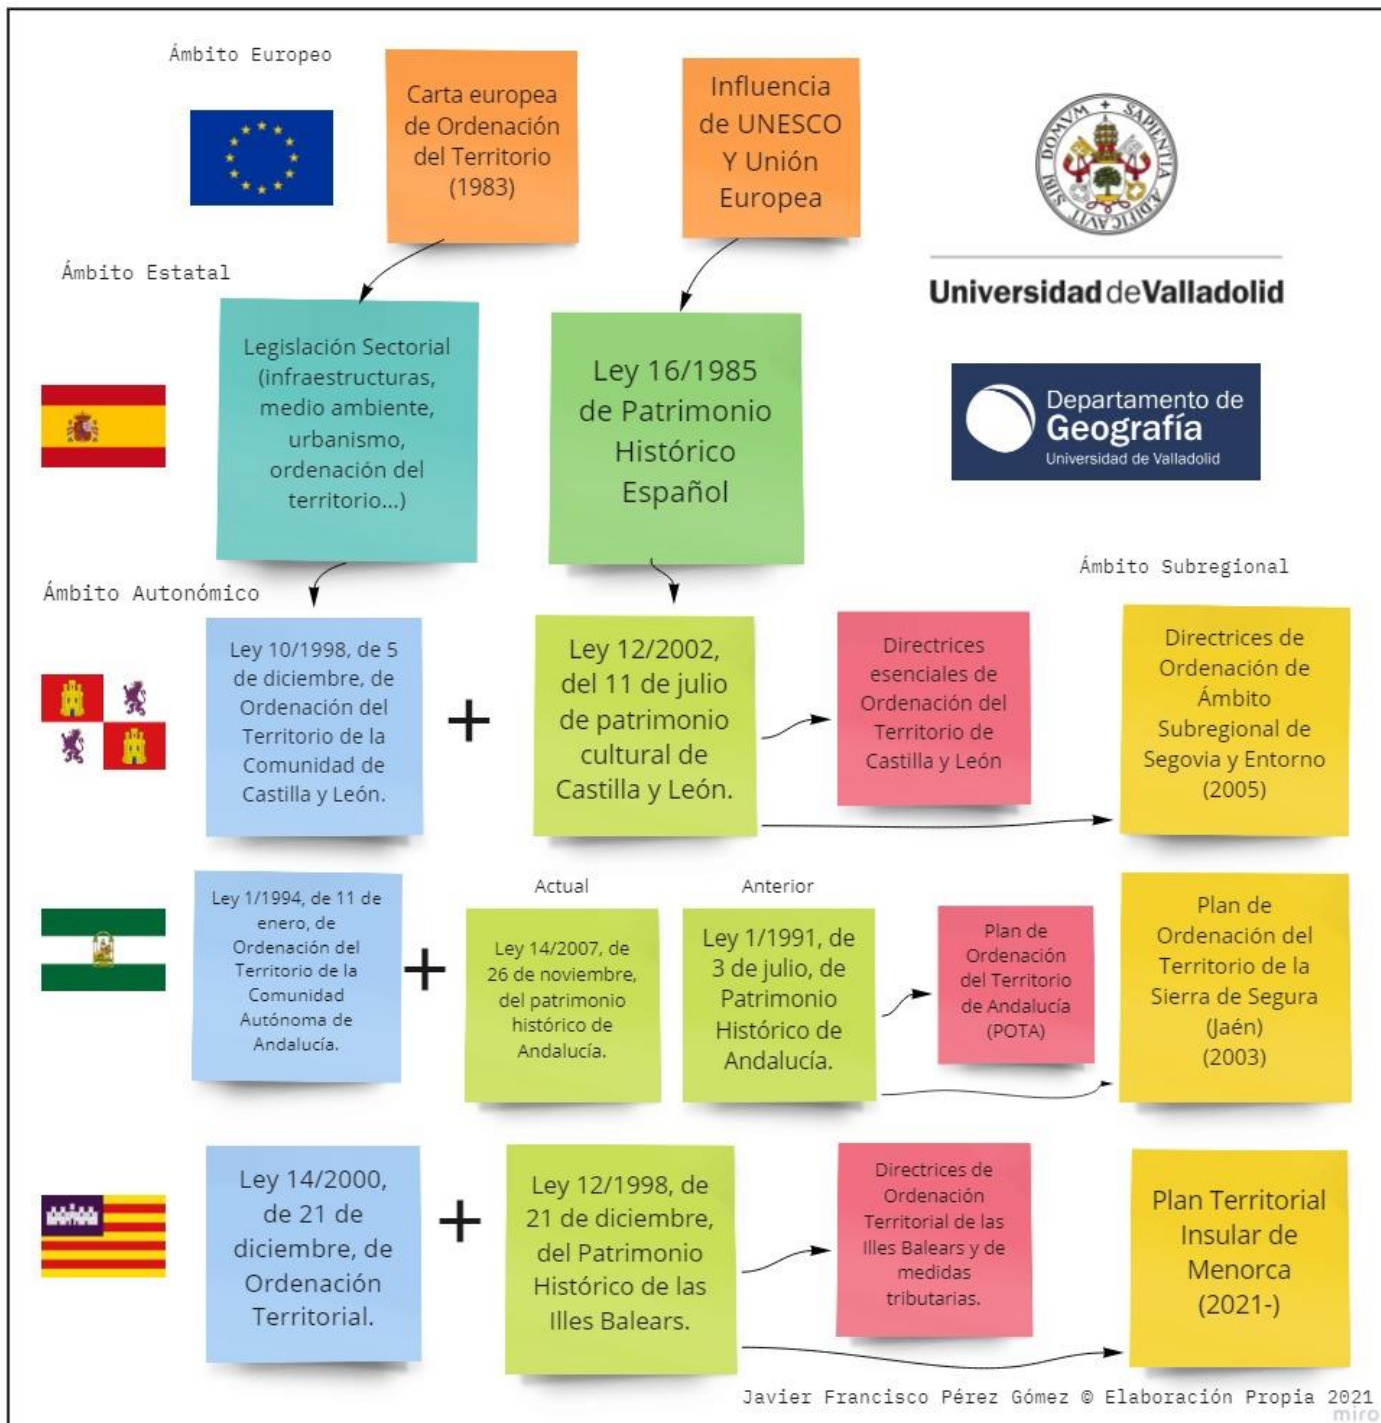 Ámbito Europeo
Carta europea
de Ordenación
del Territorio
(1983)
Influencia
de UNESCO
Y Unión
Europea
DOMVM + SAPIENTIA ÆDIFICAVIT SIBI
Universidad de Valladolid
Ámbito Estatal
Legislación Sectorial
(infraestructuras,
medio ambiente,
urbanismo,
ordenación del
territorio...)
Ley 16/1985
de Patrimonio
Histórico
Español
Departamento de
Geografía
Universidad de Valladolid
Ámbito Subregional
Ámbito Autonómico
Ley 10/1998, de 5
de diciembre, de
Ordenación del
Territorio de la
Comunidad de
Castilla y León.
+
Ley 12/2002,
del 11 de julio
de patrimonio
cultural de
Castilla y León.
Directrices
esenciales de
Ordenación del
Territorio de
Castilla y León
Directrices de
Ordenación de
Ámbito
Subregional de
Segovia y Entorno
(2005)
Ley 1/1994, de 11 de
enero, de
Ordenación del
Territorio de la
Comunidad
Autónoma de
Andalucía.
+
Actual
Ley 14/2007, de
26 de noviembre,
del patrimonio
histórico de
Andalucía.
Anterior
Ley 1/1991, de
3 de julio, de
Patrimonio
Histórico de
Andalucía.
Plan de
Ordenación
del Territorio
de Andalucía
(POTA)
Plan de
Ordenación del
Territorio de la
Sierra de Segura
(Jaén)
(2003)
Ley 14/2000,
de 21 de
diciembre, de
Ordenación
Territorial.
+
Ley 12/1998, de
21 de diciembre,
del Patrimonio
Histórico de las
Illes Balears.
Directrices de
Ordenación
Territorial de las
Illes Balears y de
medidas
tributarias.
Plan Territorial
Insular de
Menorca
(2021-)
Javier Francisco Pérez Gómez © Elaboración Propia 2021
miro